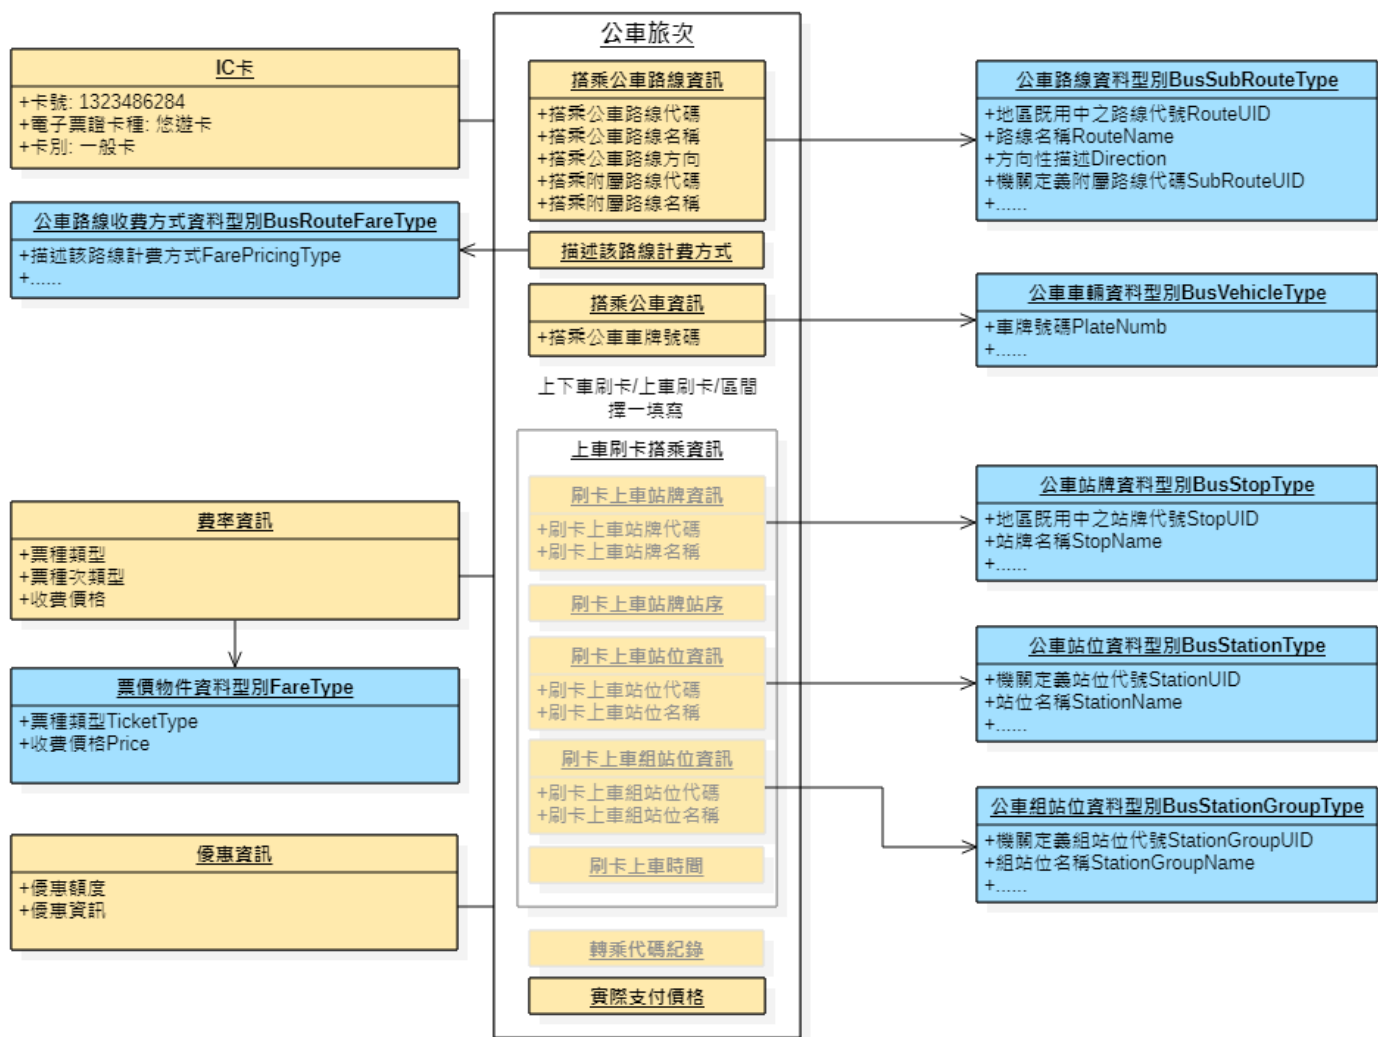 公車旅次
IC卡
+卡號: 1323486284
+電子票證卡種: 悠遊卡
+卡別: 一般卡
公車路線收費方式資料型別BusRouteFareType
+描述該路線計費方式FarePricingType
+......
費率資訊
+票種類型
+票種次類型
+收費價格
票價物件資料型別FareType
+票種類型TicketType
+收費價格Price
優惠資訊
+優惠額度
+優惠資訊
搭乘公車路線資訊
+搭乘公車路線代碼
+搭乘公車路線名稱
+搭乘公車路線方向
+搭乘附屬路線代碼
+搭乘附屬路線名稱
描述該路線計費方式
搭乘公車資訊
+搭乘公車車牌號碼
上下車刷卡/上車刷卡/區間
擇一填寫
上車刷卡搭乘資訊
刷卡上車站牌資訊
+刷卡上車站牌代碼
+刷卡上車站牌名稱
刷卡上車站牌站序
刷卡上車站位資訊
+刷卡上車站位代碼
+刷卡上車站位名稱
刷卡上車組站位資訊
+刷卡上車組站位代碼
+刷卡上車組站位名稱
刷卡上車時間
轉乘代碼紀錄
實際支付價格
公車路線資料型別BusSubRouteType
+地區既用中之路線代號RouteUID
+路線名稱RouteName
+方向性描述Direction
+機關定義附屬路線代碼SubRouteUID
+......
公車車輛資料型別BusVehicleType
+車牌號碼PlateNumb
+......
公車站牌資料型別BusStopType
+地區既用中之站牌代號StopUID
+站牌名稱StopName
+......
公車站位資料型別BusStationType
+機關定義站位代號StationUID
+站位名稱StationName
+......
公車組站位資料型別BusStationGroupType
+機關定義組站位代號StationGroupUID
+組站位名稱StationGroupName
+......